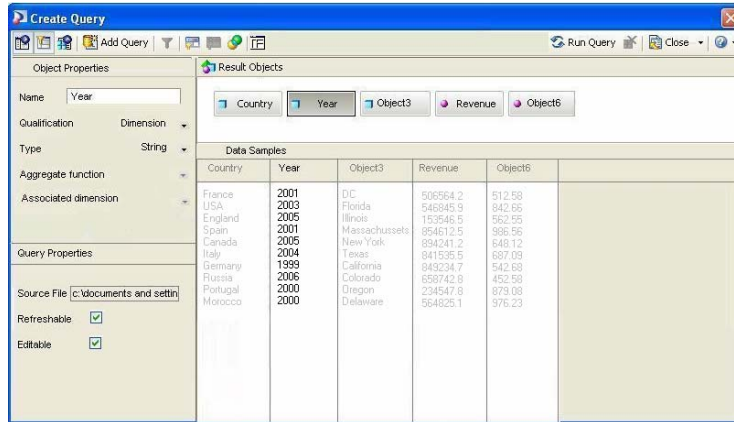 Create Query
Add Query Run Query Close
Object Properties
Result Objects
Name Year
Qualification Dimension
Type String
Aggregate function
Associated dimension
Country Year Object3 Revenue Object6
Data Samples
Country Year Object3 Revenue Object6
France 2001 DC 506564.2 512.58
USA 2003 Florida 546845.9 842.66
England 2005 Illinois 153546.5 562.55
Spain 2001 Massachussets 854612.5 986.56
Canada 2005 New York 894241.2 648.12
Italy 2004 Texas 841535.5 687.09
Germany 1999 California 849234.7 542.68
Russia 2006 Colorado 658742.8 452.58
Portugal 2000 Oregon 234547.8 879.08
Morocco 2000 Delaware 564825.1 976.23
Query Properties
Source File c:\documents and settin
Refreshable
Editable